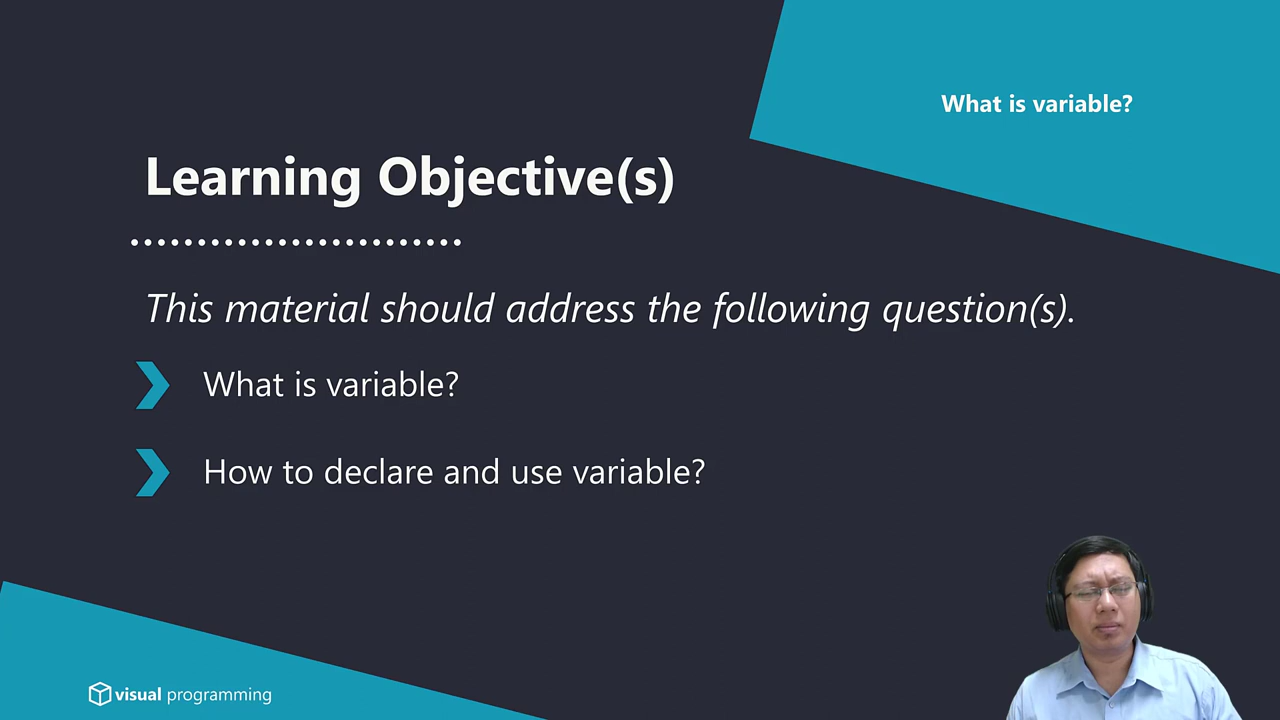 What is variable?
Learning Objective(s)
This material should address the following question(s).
What is variable?
How to declare and use variable?
visual programming